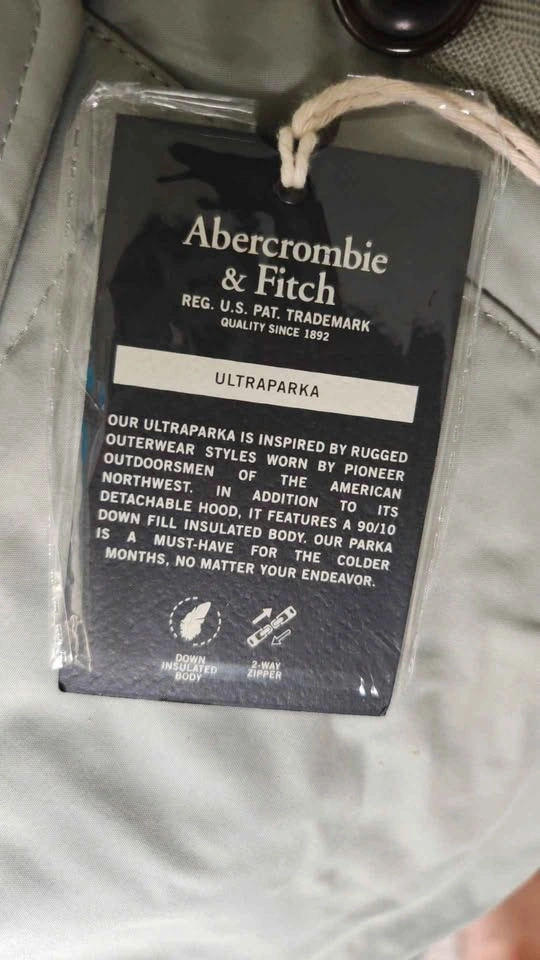 Abercrombie
& Fitch
REG. U.S. PAT. TRADEMARK
QUALITY SINCE 1892
ULTRAPARKA
OUR ULTRAPARKA IS INSPIRED BY RUGGED
OUTERWEAR STYLES WORN BY PIONEER
OUTDOORSMEN OF THE AMERICAN
NORTHWEST. IN ADDITION TO ITS
DETACHABLE HOOD, IT FEATURES A 90/10
DOWN FILL INSULATED BODY. OUR PARKA
IS A MUST-HAVE FOR THE COLDER
MONTHS, NO MATTER YOUR ENDEAVOR.
DOWN
INSULATED
BODY
2-WAY
ZIPPER